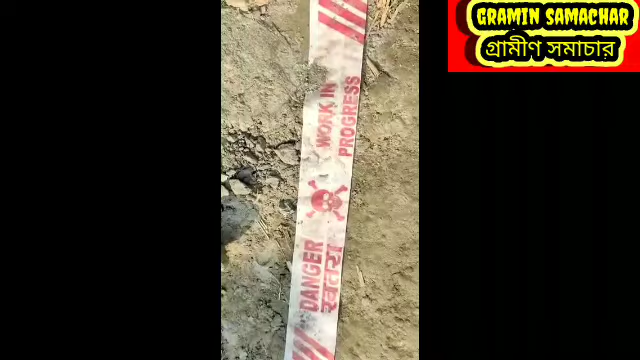 GRAMIN SAMACHAR
গ্রামীণ সমাচার
WORK IN
PROGRESS
DANGER
खतरा